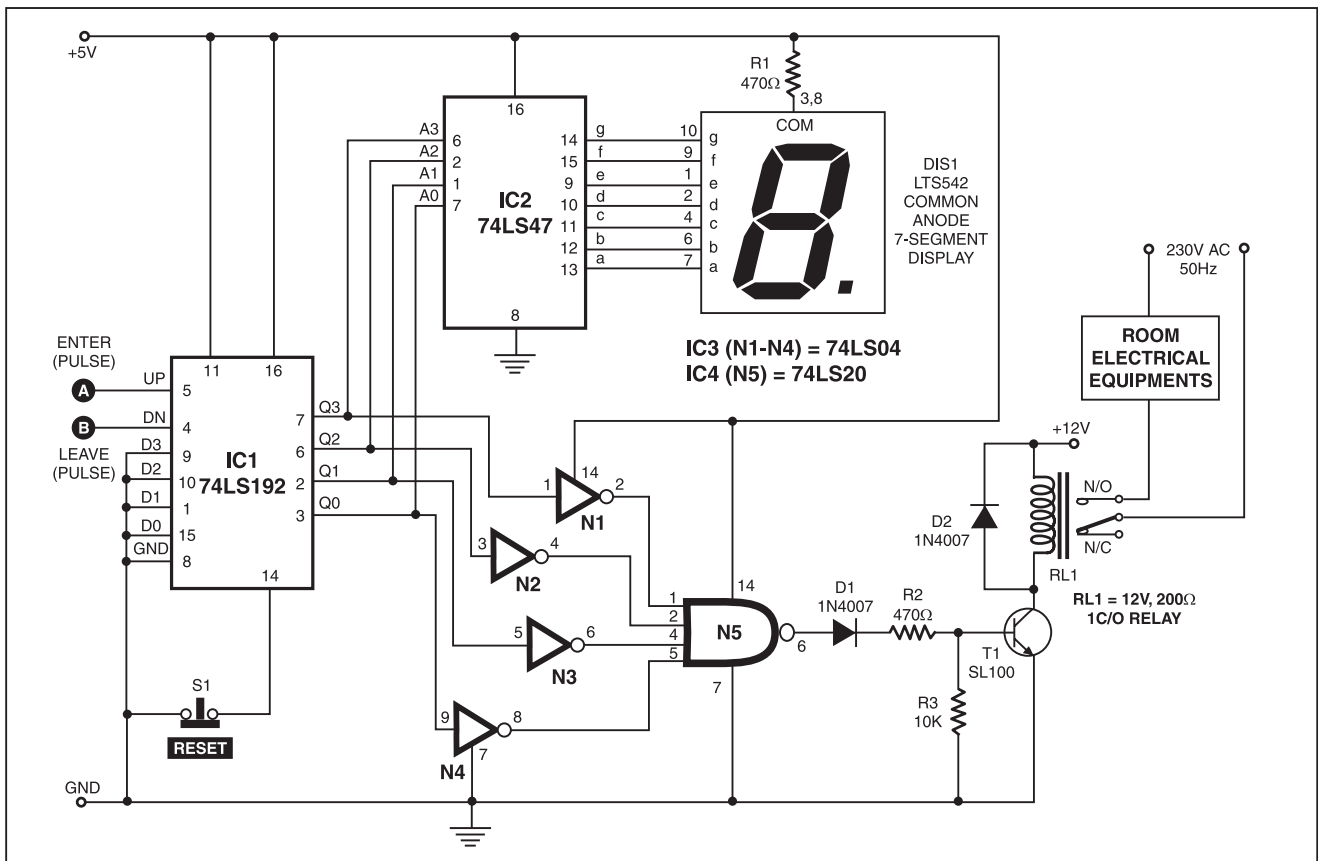 +5V
R1
470Ω
3,8
COM
16
A3
A2
A1
A0
6
2
1
7
IC2
74LS47
14
15
9
10
11
12
13
g
f
e
d
c
b
a
10
9
1
2
4
6
7
g
f
e
d
c
b
a
8
DIS1
LTS542
COMMON
ANODE
7-SEGMENT
DISPLAY
230V AC
50Hz
ROOM
ELECTRICAL
EQUIPMENTS
IC3 (N1-N4) = 74LS04
IC4 (N5) = 74LS20
ENTER
(PULSE)
A
UP
B
DN
LEAVE
(PULSE)
D3
D2
D1
D0
GND
11
16
5
4
9
10
1
15
8
IC1
74LS192
7
6
2
3
14
Q3
Q2
Q1
Q0
1
14
2
N1
3
4
N2
5
6
N3
9
8
7
N4
1
2
4
5
14
N5
6
7
D1
1N4007
R2
470Ω
R3
10K
T1
SL100
+12V
D2
1N4007
N/O
N/C
RL1
RL1 = 12V, 200Ω
1C/O RELAY
S1
RESET
GND